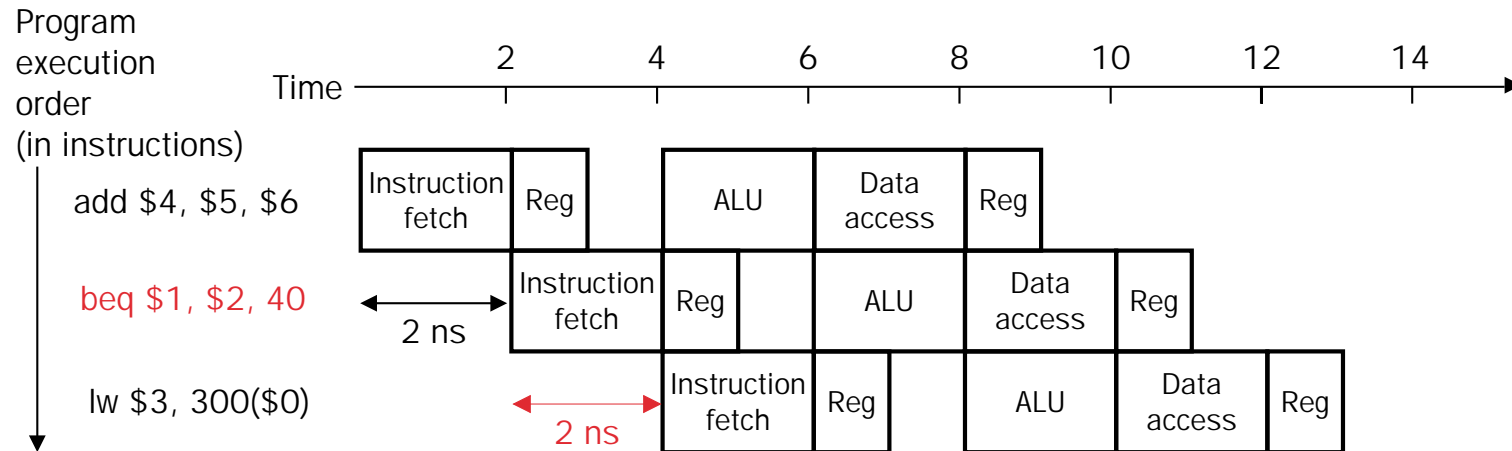 Program
execution
order
(in instructions)
Time
2 4 6 8 10 12 14
add $4, $5, $6
Instruction
fetch
Reg
ALU
Data
access
Reg
beq $1, $2, 40
2 ns
Instruction
fetch
Reg
ALU
Data
access
Reg
lw $3, 300($0)
2 ns
Instruction
fetch
Reg
ALU
Data
access
Reg